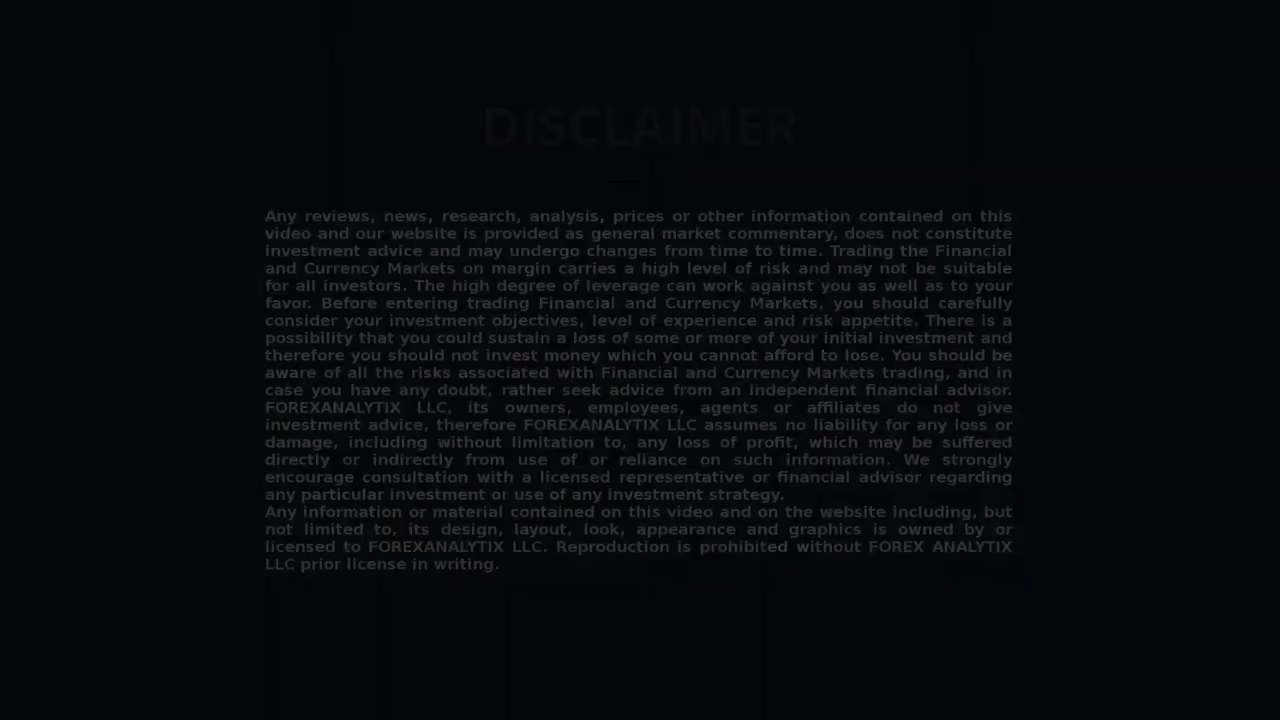 DISCLAIMER
Any reviews, news, research, analysis, prices or other information contained on this
video and our website is provided as general market commentary, does not constitute
investment advice and may undergo changes from time to time. Trading the Financial
and Currency Markets on margin carries a high level of risk and may not be suitable
for all investors. The high degree of leverage can work against you as well as to your
favor. Before entering trading Financial and Currency Markets, you should carefully
consider your investment objectives, level of experience and risk appetite. There is a
possibility that you could sustain a loss of some or more of your initial investment and
therefore you should not invest money which you cannot afford to lose. You should be
aware of all the risks associated with Financial and Currency Markets trading, and in
case you have any doubt, rather seek advice from an independent financial advisor.
FOREXANALYTIX LLC, its owners, employees, agents or affiliates do not give
investment advice, therefore FOREXANALYTIX LLC assumes no liability for any loss or
damage, including without limitation to, any loss of profit, which may be suffered
directly or indirectly from use of or reliance on such information. We strongly
encourage consultation with a licensed representative or financial advisor regarding
any particular investment or use of any investment strategy.
Any information or material contained on this video and on the website including, but
not limited to, its design, layout, look, appearance and graphics is owned by or
licensed to FOREXANALYTIX LLC. Reproduction is prohibited without FOREX ANALYTIX
LLC prior license in writing.